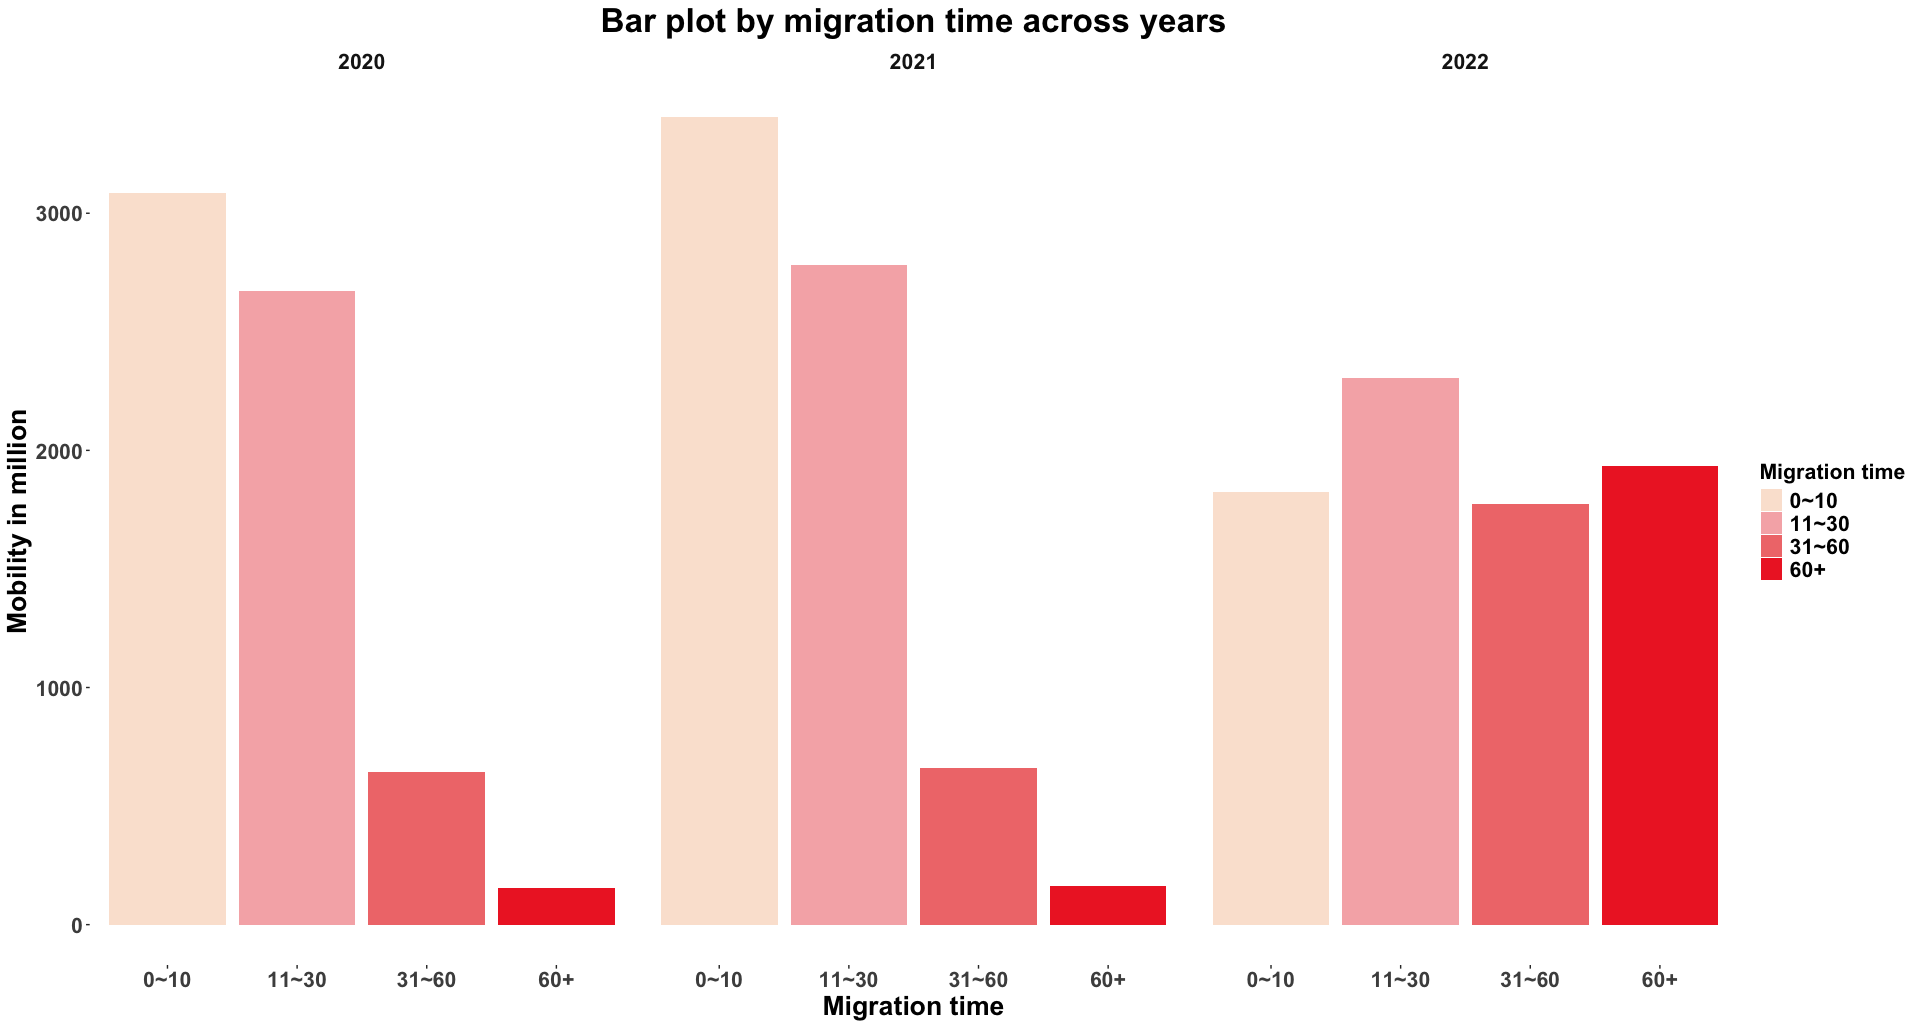 Bar plot by migration time across years
2020 2021 2022
Mobility in million
3000
2000
1000
0
0~10 11~30 31~60 60+ 0~10 11~30 31~60 60+ 0~10 11~30 31~60 60+
Migration time
Migration time
0~10
11~30
31~60
60+